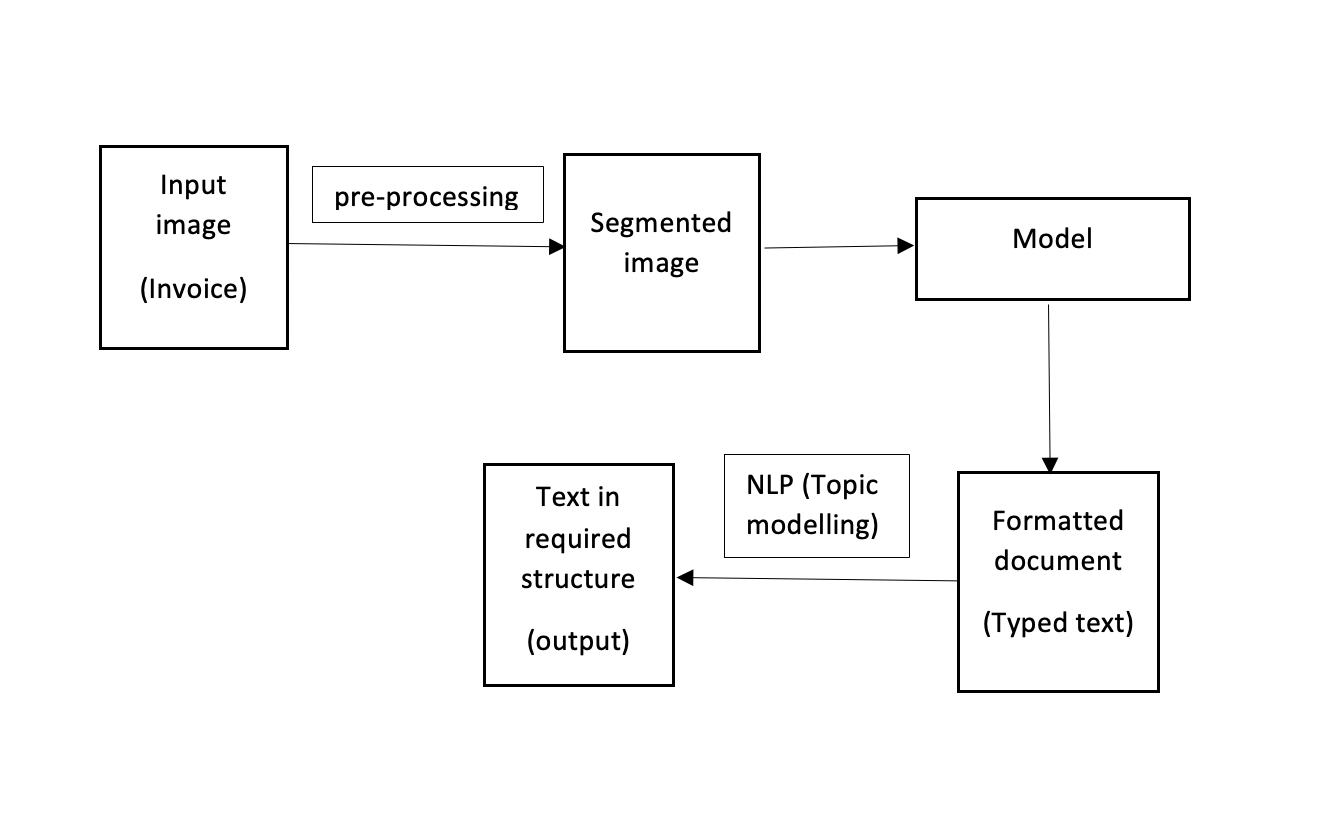 Input
image
(Invoice)
pre-processing
Segmented
image
Model
Formatted
document
(Typed text)
NLP (Topic
modelling)
Text in
required
structure
(output)